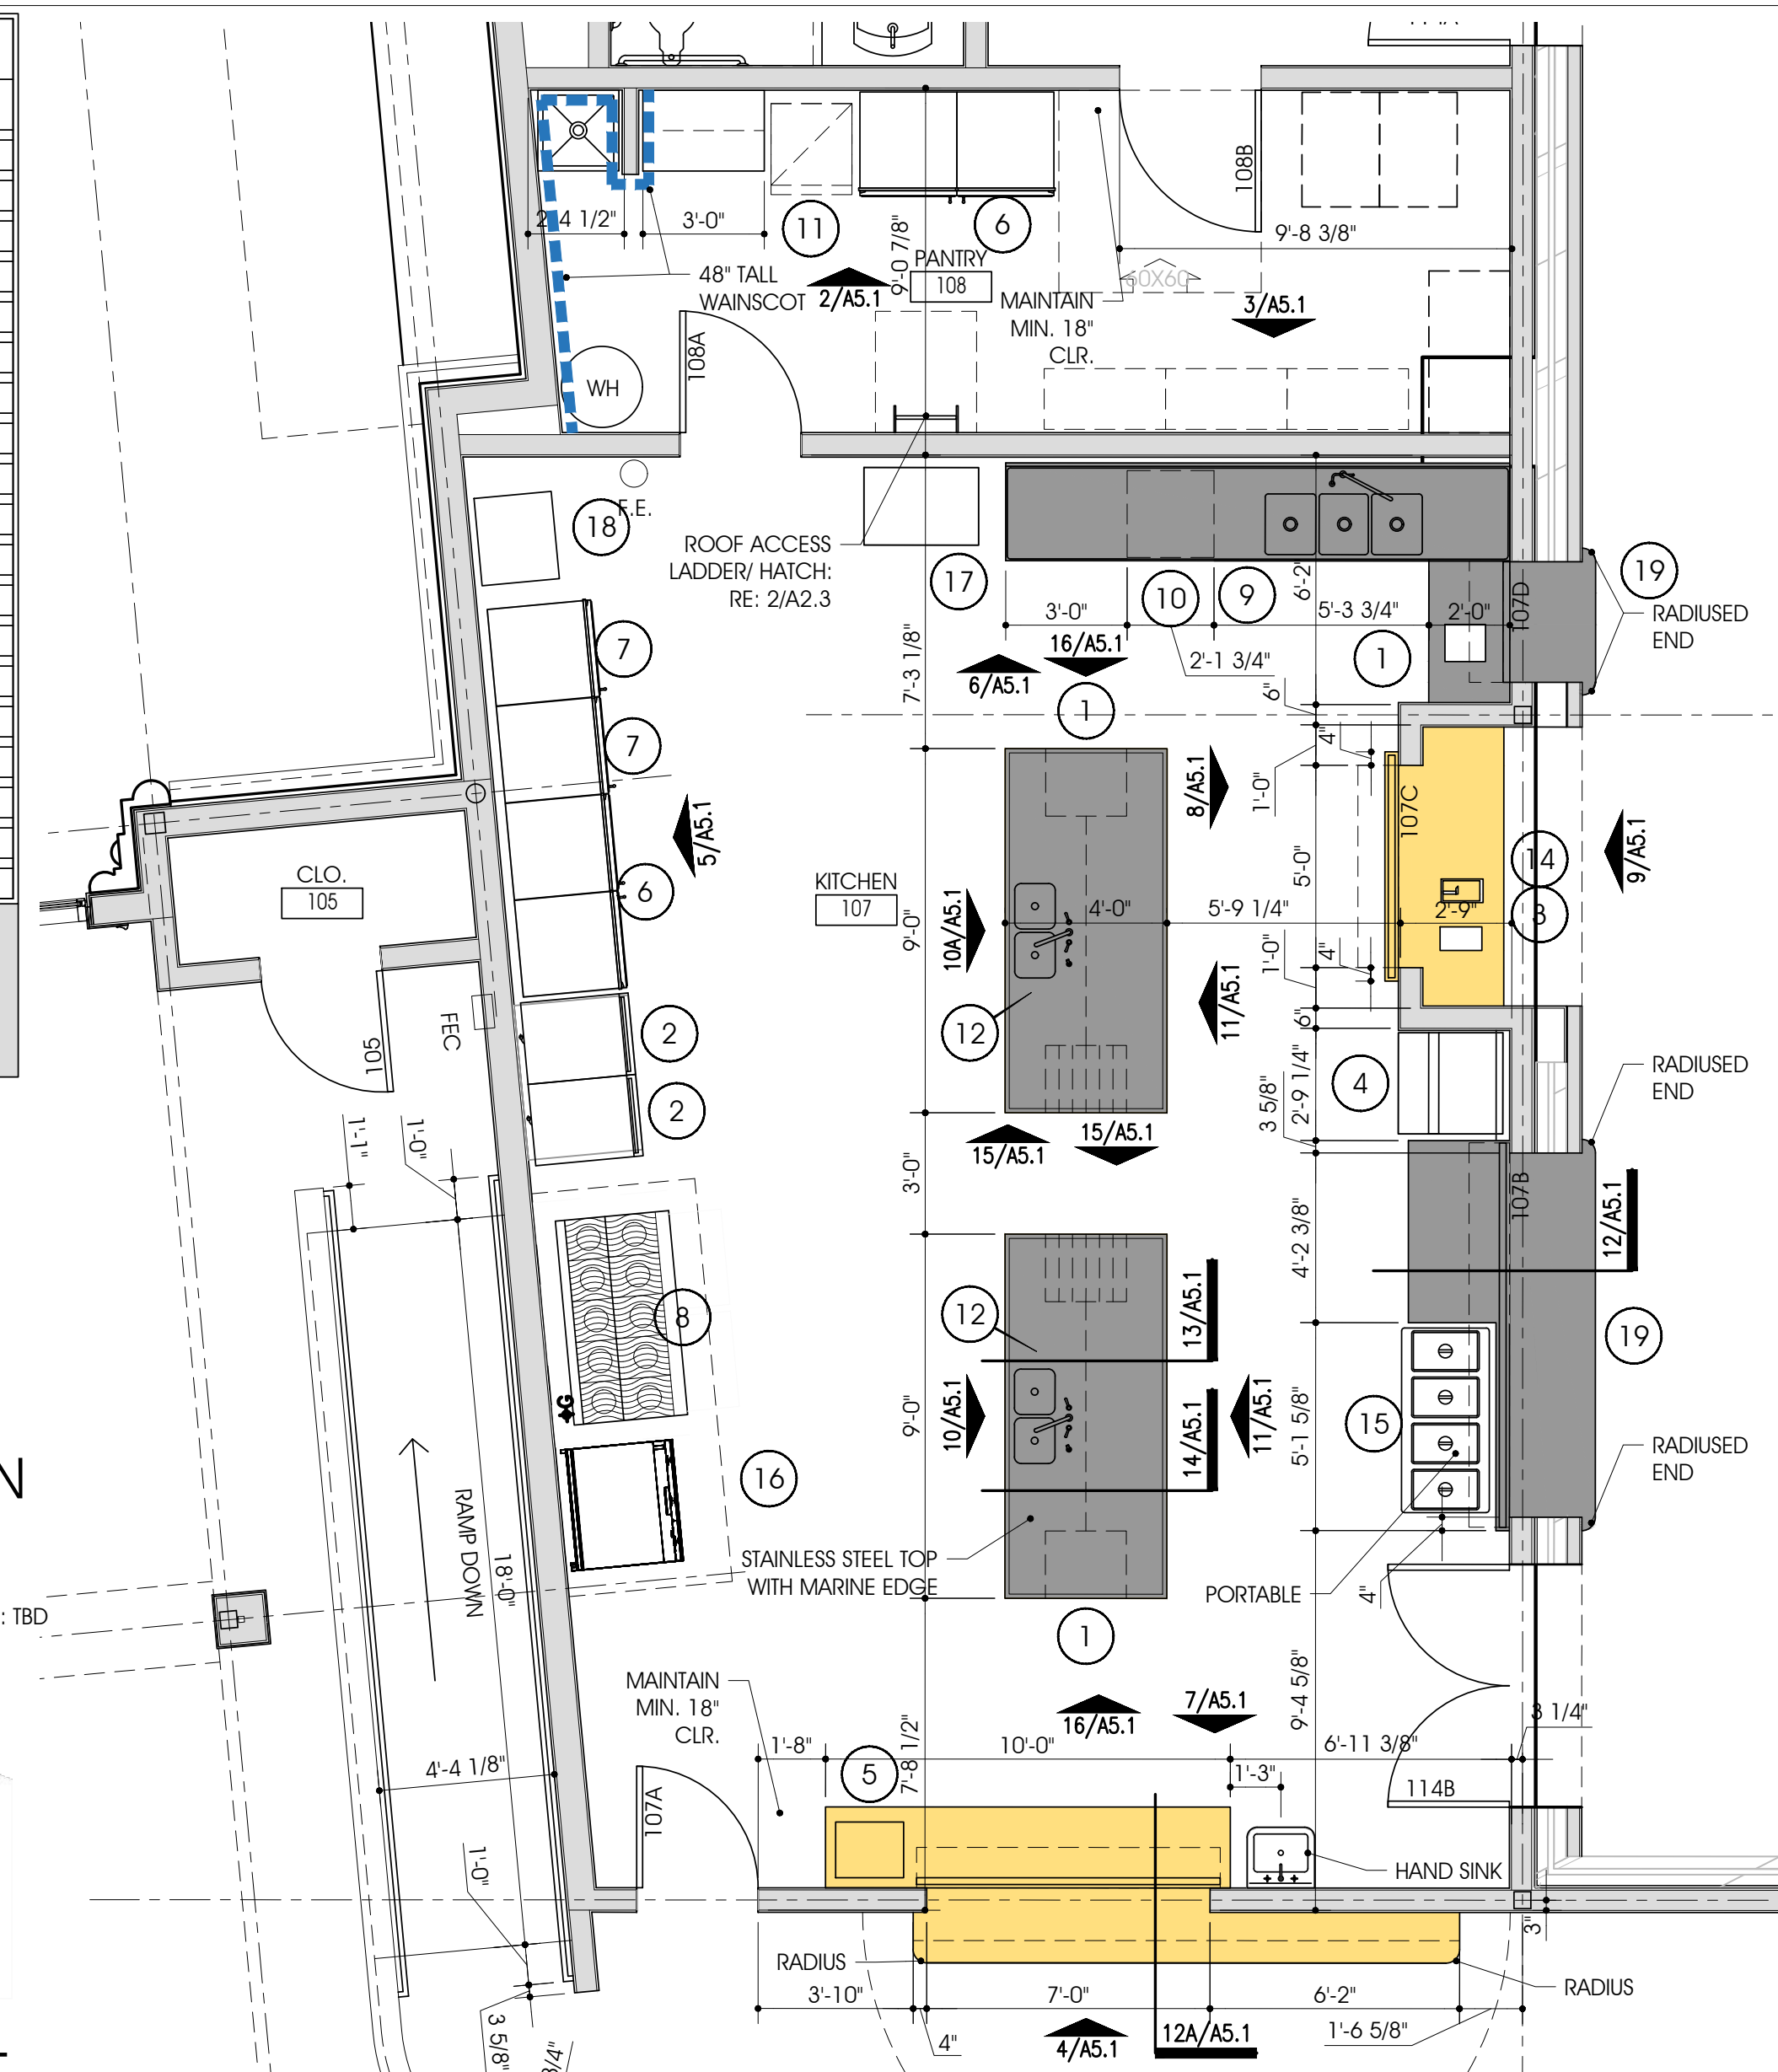 108B
2'-4 1/2"
3'-0"
11
6
9'-0 7/8"
9'-8 3/8"
PANTRY
108
48" TALL
WAINSCOT
2/A5.1
60X60
MAINTAIN
MIN. 18"
CLR.
3/A5.1
108A
WH
F.E.
18
ROOF ACCESS
LADDER/ HATCH:
RE: 2/A2.3
17
10
9
6'-2"
19
RADIUSED
END
107D
3'-0"
5'-3 3/4"
2'-0"
16/A5.1
2'-1 3/4"
1
7
6/A5.1
7'-3 1/8"
6"
1
7
4"
8/A5.1
1'-0"
107C
5/A5.1
9/A5.1
14
5'-0"
CLO.
105
6
KITCHEN
107
9'-0"
10A/A5.1
4'-0"
5'-9 1/4"
2'-9"
3
1'-0"
4"
11/A5.1
6"
FEC
105
2
12
4
2'-9 1/4"
3 5/8"
RADIUSED
END
2
1'-1"
1'-0"
15/A5.1
15/A5.1
3'-0"
107B
12/A5.1
4'-2 3/8"
8
12
13/A5.1
19
G
9'-0"
10/A5.1
14/A5.1
11/A5.1
5'-1 5/8"
15
RADIUSED
END
N
16
RAMP DOWN
18'-0"
STAINLESS STEEL TOP
WITH MARINE EDGE
PORTABLE
4"
: TBD
1
MAINTAIN
MIN. 18"
CLR.
16/A5.1
7/A5.1
9'-4 5/8"
3 1/4"
4'-4 1/8"
1'-8"
5
7'-8 1/2"
10'-0"
6'-11 3/8"
1'-3"
107A
114B
1'-0"
HAND SINK
3"
RADIUS
RADIUS
3'-10"
7'-0"
6'-2"
3 5/8"
3/4"
4"
4/A5.1
12A/A5.1
1'-6 5/8"